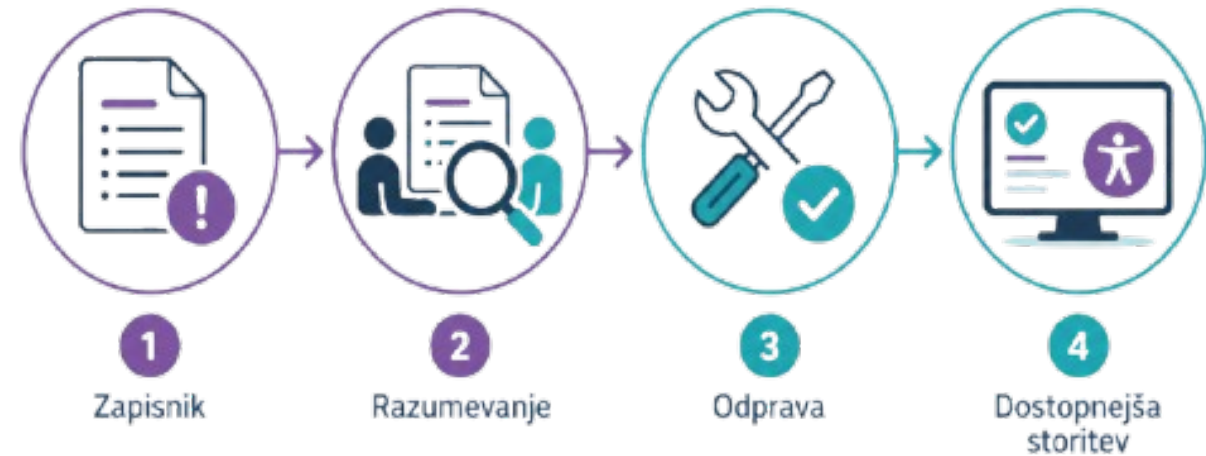 !
1
Zapisnik
2
Razumevanje
3
Odprava
4
Dostopnejša
storitev